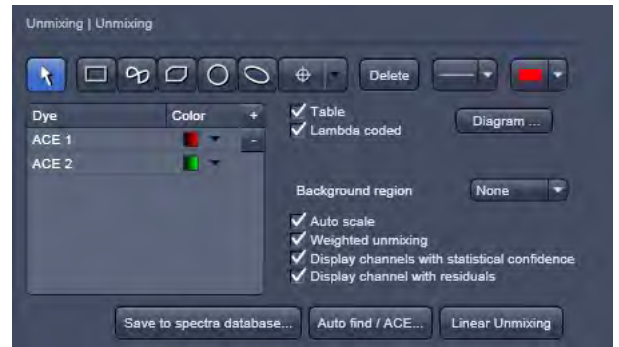 Unmixing | Unmixing
Delete
Dye Color +
ACE 1 -
ACE 2
Table
Lambda coded
Diagram ...
Background region None
Auto scale
Weighted unmixing
Display channels with statistical confidence
Display channel with residuals
Save to spectra database... Auto find / ACE... Linear Unmixing